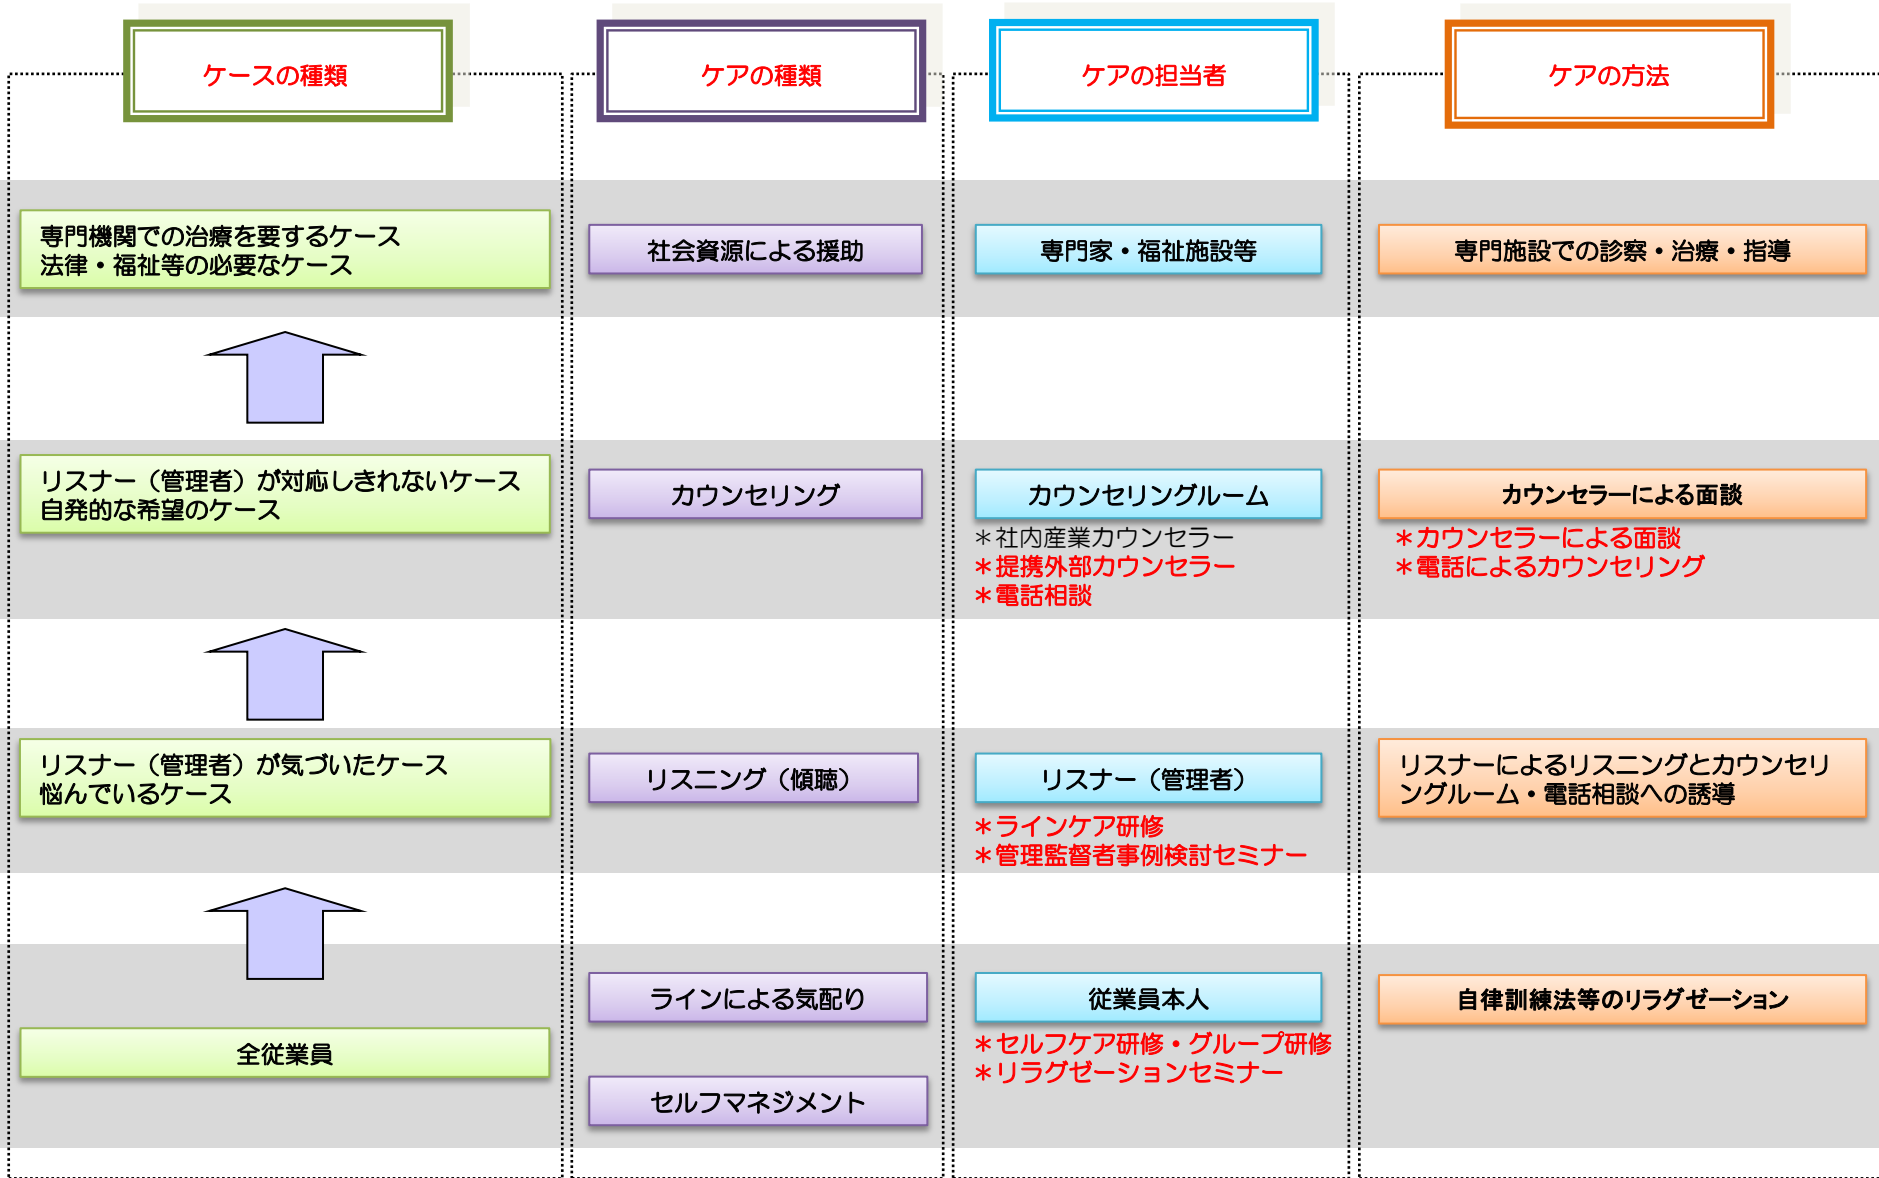 ケースの種類
ケアの種類
ケアの担当者
ケアの方法
専門機関での治療を要するケース
法律・福祉等の必要なケース
社会資源による援助
専門家・福祉施設等
専門施設での診察・治療・指導
リスナー（管理者）が対応しきれないケース
自発的な希望のケース
カウンセリング
カウンセリングルーム
＊社内産業カウンセラー
＊提携外部カウンセラー
＊電話相談
カウンセラーによる面談
＊カウンセラーによる面談
＊電話によるカウンセリング
リスナー（管理者）が気づいたケース
悩んでいるケース
リスニング（傾聴）
リスナー（管理者）
＊ラインケア研修
＊管理監督者事例検討セミナー
リスナーによるリスニングとカウンセリ
ングルーム・電話相談への誘導
全従業員
ラインによる気配り
セルフマネジメント
従業員本人
＊セルフケア研修・グループ研修
＊リラグゼーションセミナー
自律訓練法等のリラグゼーション